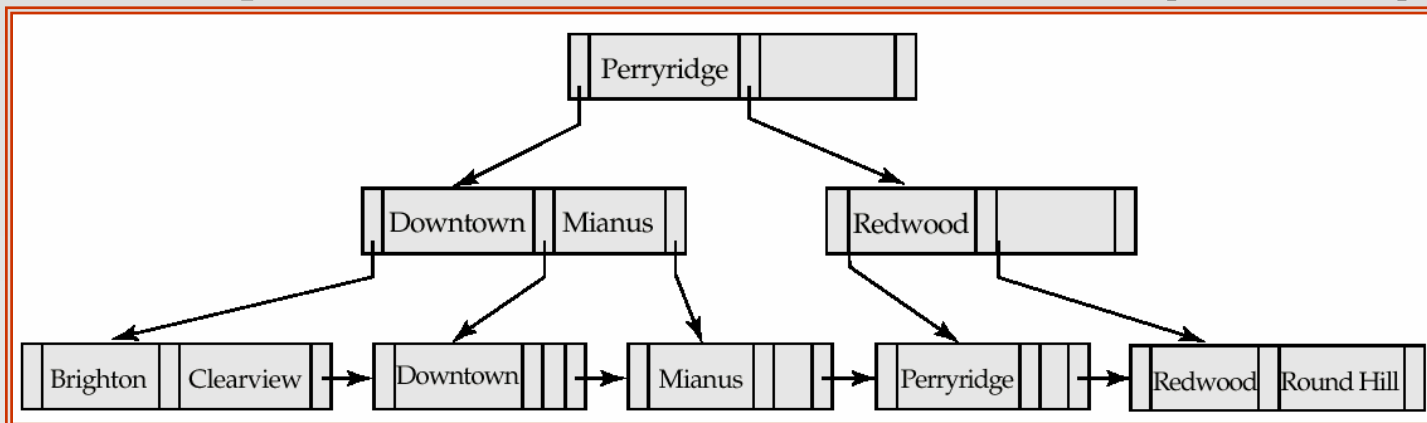 Perryridge
Downtown Mianus
Redwood
Brighton Clearview
Downtown
Mianus
Perryridge
Redwood Round Hill